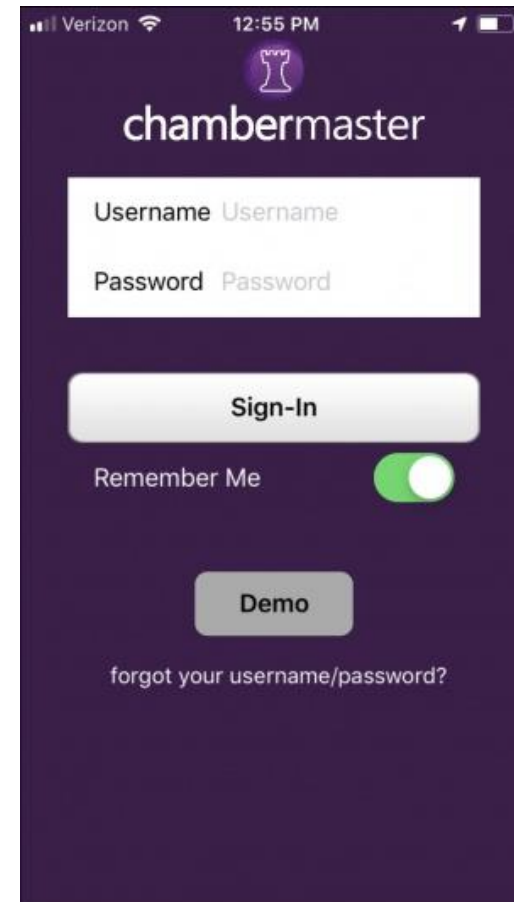 Verizon 12:55 PM
chambermaster
Username Username
Password Password
Sign-In
Remember Me
Demo
forgot your username/password?